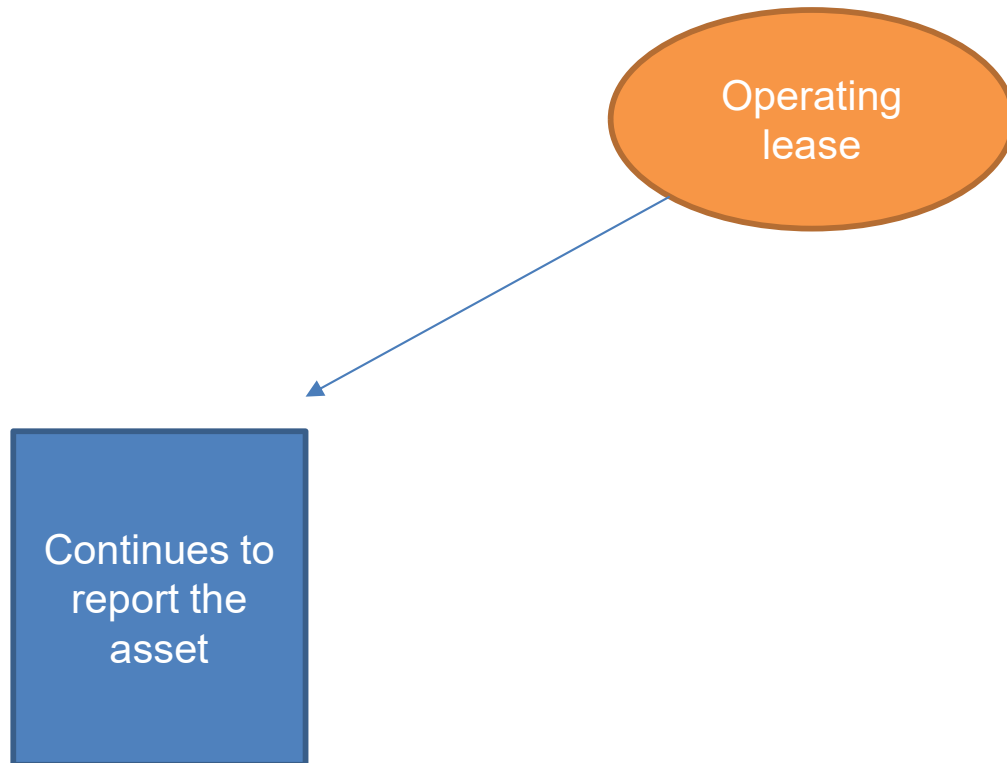 Operating
lease
Continues to
report the
asset